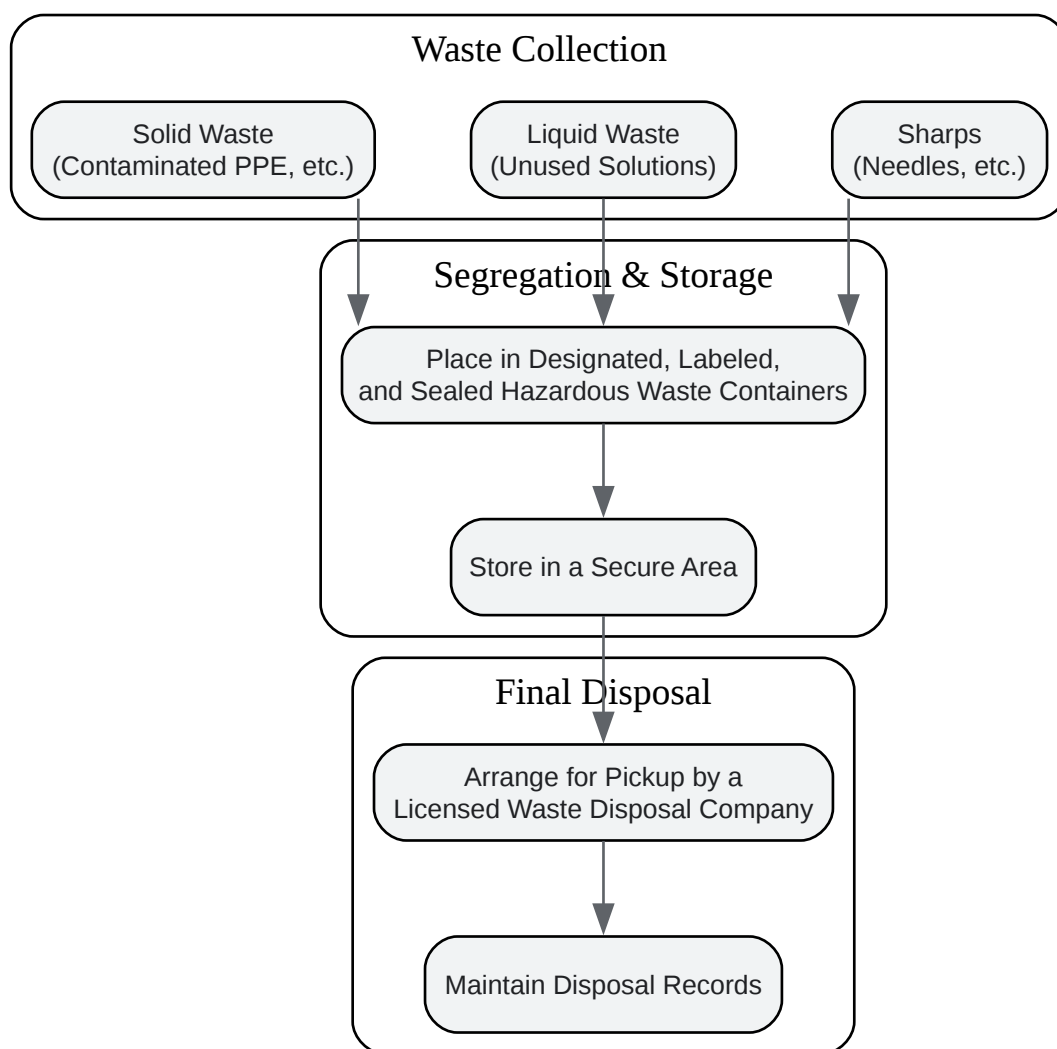 Waste Collection
Solid Waste
(Contaminated PPE, etc.)
Liquid Waste
(Unused Solutions)
Sharps
(Needles, etc.)
Segregation & Storage
Place in Designated, Labeled,
and Sealed Hazardous Waste Containers
Store in a Secure Area
Final Disposal
Arrange for Pickup by a
Licensed Waste Disposal Company
Maintain Disposal Records